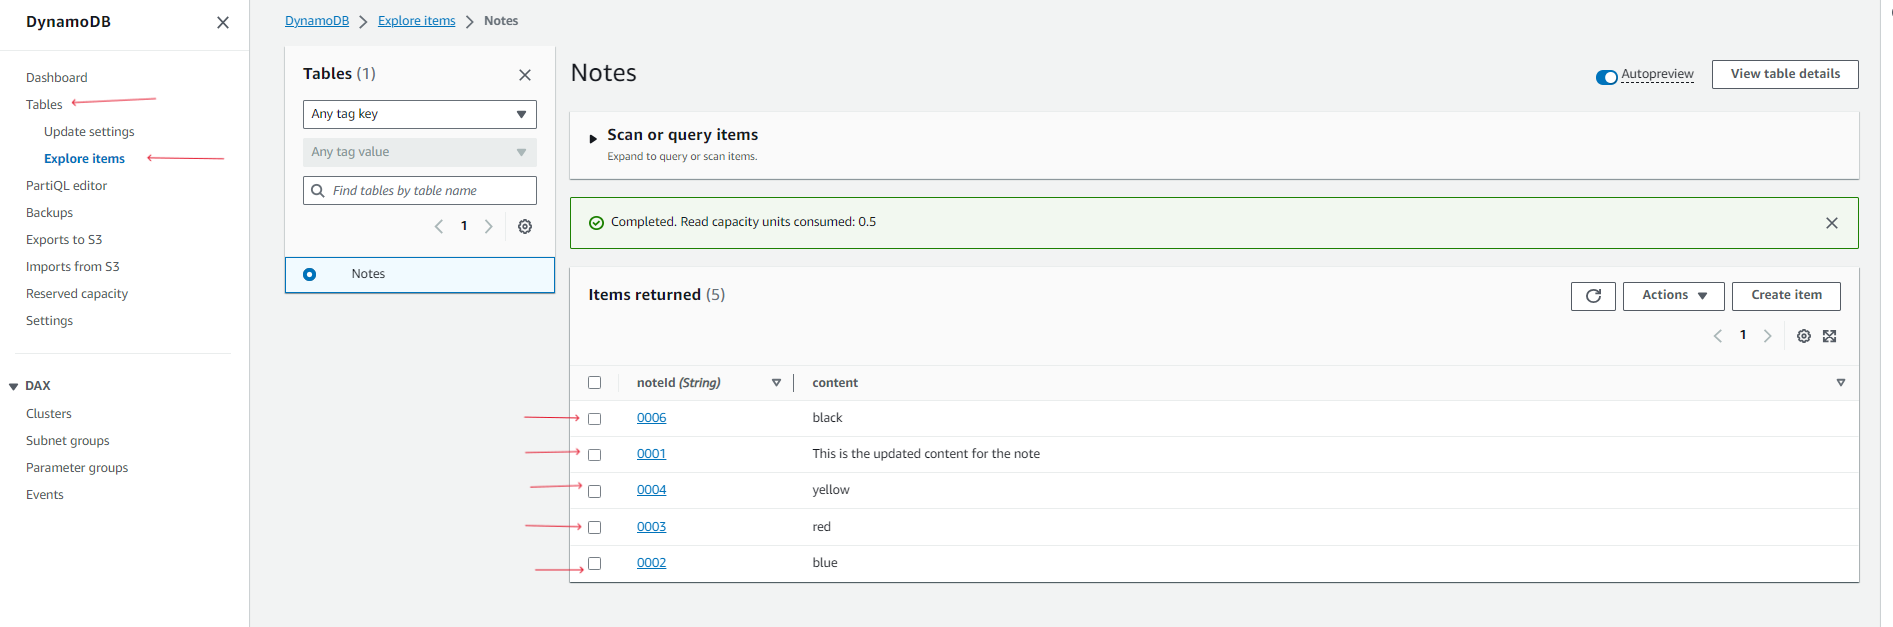 DynamoDB
Dashboard
Tables
Update settings
Explore items
PartiQL editor
Backups
Exports to S3
Imports from S3
Reserved capacity
Settings
DAX
Clusters
Subnet groups
Parameter groups
Events
DynamoDB Explore items Notes
Tables (1)
Any tag key
Any tag value
Find tables by table name
1
Notes
Notes
Autopreview
View table details
Scan or query items
Expand to query or scan items.
Completed. Read capacity units consumed: 0.5
Items returned (5)
Actions
Create item
1
noteId (String) content
0006 black
0001 This is the updated content for the note
0004 yellow
0003 red
0002 blue